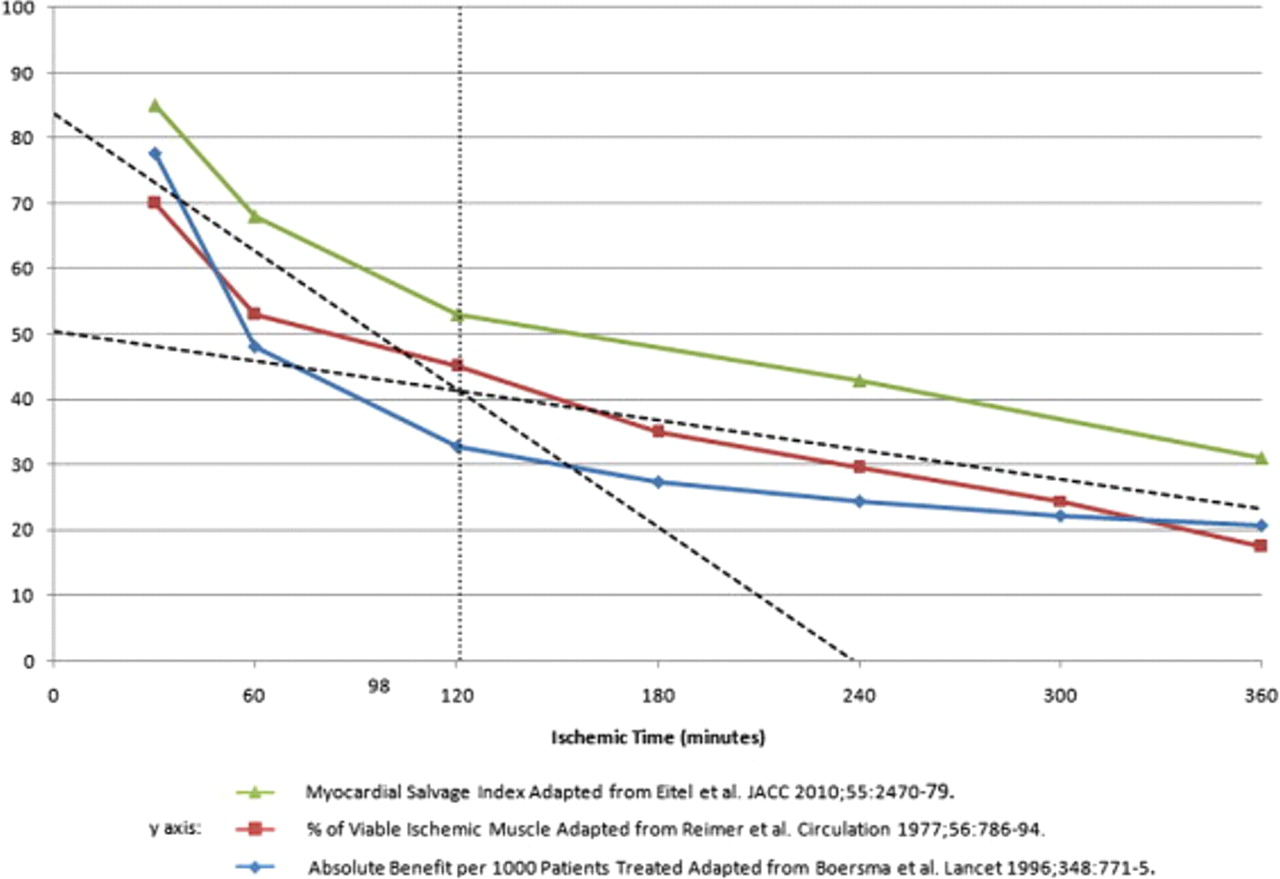 100
90
80
70
60
50
40
30
20
10
0
0 60 98 120 180 240 300 360
Ischemic Time (minutes)
Myocardial Salvage Index Adapted from Eitel et al. JACC 2010;55:2470-79.
y axis: % of Viable Ischemic Muscle Adapted from Reimer et al. Circulation 1977;56:786-94.
Absolute Benefit per 1000 Patients Treated Adapted from Boersma et al. Lancet 1996;348:771-5.